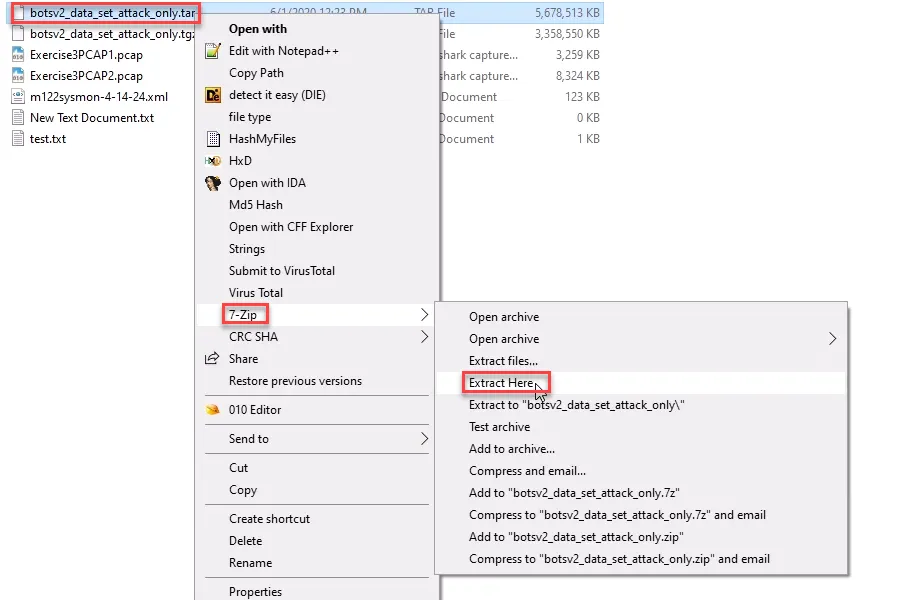 botsv2_data_set_attack_only.tar 6/1/2020 12:23 PM TAR File 5,678,513 KB
botsv2_data_set_attack_only.tgz File 3,358,550 KB
Exercise3PCAP1.pcap shark capture... 3,259 KB
Exercise3PCAP2.pcap shark capture... 8,324 KB
m122sysmon-4-14-24.xml Document 123 KB
New Text Document.txt Document 0 KB
test.txt Document 1 KB
Open with
Edit with Notepad++
Copy Path
detect it easy (DIE)
file type
HashMyFiles
HxD
Open with IDA
Md5 Hash
Open with CFF Explorer
Strings
Submit to VirusTotal
Virus Total
7-Zip
CRC SHA
Share
Restore previous versions
010 Editor
Send to
Cut
Copy
Create shortcut
Delete
Rename
Properties
Open archive
Open archive
Extract files...
Extract Here
Extract to "botsv2_data_set_attack_only\"
Test archive
Add to archive...
Compress and email...
Add to "botsv2_data_set_attack_only.7z"
Compress to "botsv2_data_set_attack_only.7z" and email
Add to "botsv2_data_set_attack_only.zip"
Compress to "botsv2_data_set_attack_only.zip" and email